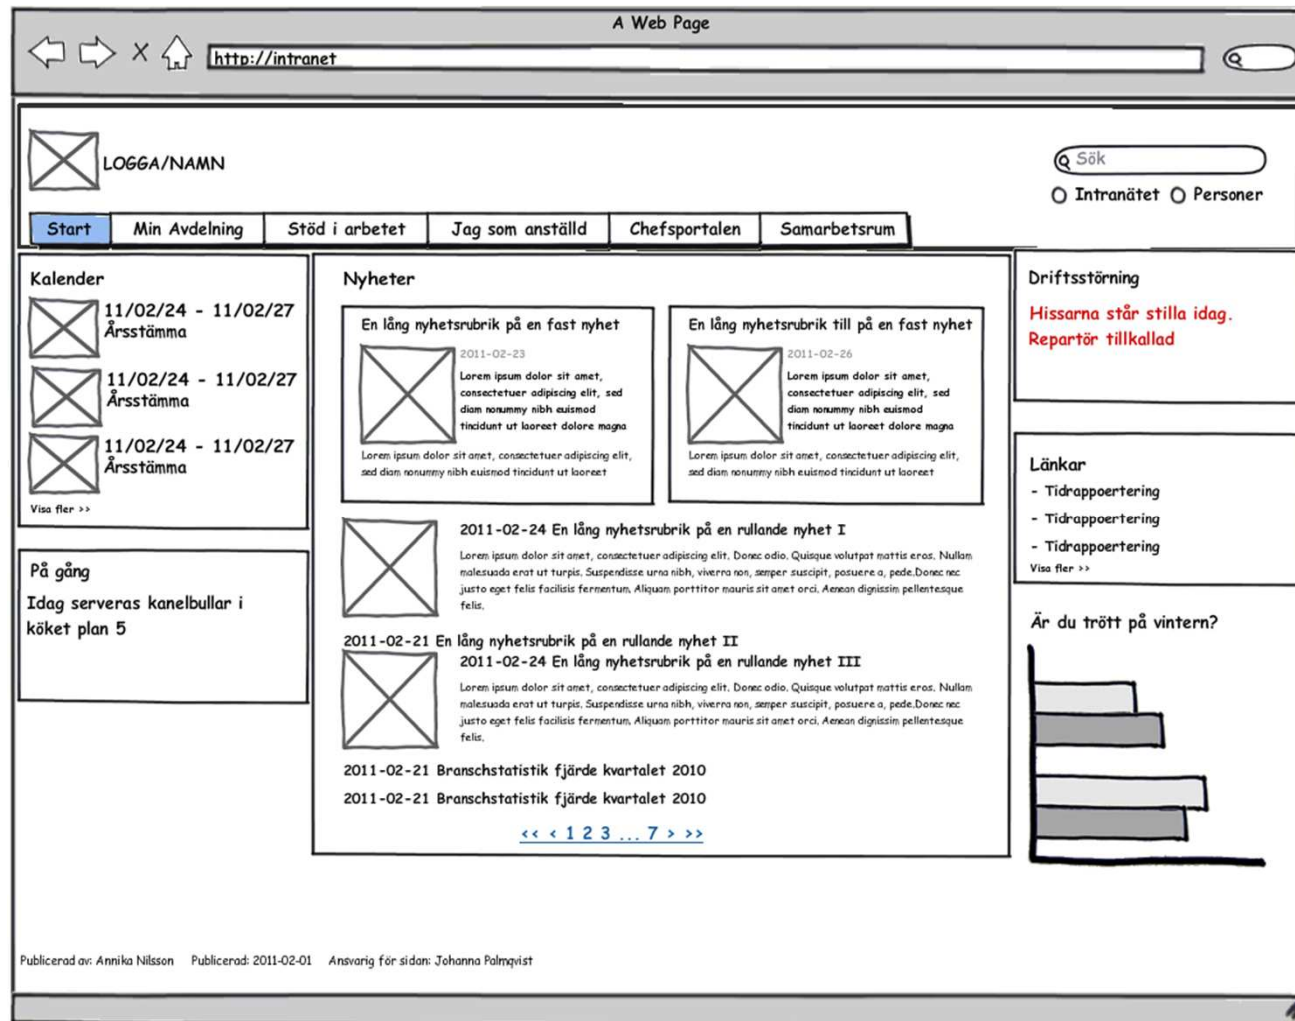 A Web Page
http://intranet
LOGGA/NAMN
Sök
Intranätet Personer
Start Min Avdelning Stöd i arbetet Jag som anställd Chefsportalen Samarbetsrum
Kalender
11/02/24 - 11/02/27
Årsstämma
11/02/24 - 11/02/27
Årsstämma
11/02/24 - 11/02/27
Årsstämma
Visa fler >>
På gång
Idag serveras kanelbullar i
köket plan 5
Nyheter
En lång nyhetsrubrik på en fast nyhet
2011-02-23
Lorem ipsum dolor sit amet,
consectetuer adipiscing elit, sed
diam nonummy nibh euismod
tincidunt ut laoreet dolore magna
Lorem ipsum dolor sit amet, consectetuer adipiscing elit,
sed diam nonummy nibh euismod tincidunt ut laoreet
En lång nyhetsrubrik till på en fast nyhet
2011-02-26
Lorem ipsum dolor sit amet,
consectetuer adipiscing elit, sed
diam nonummy nibh euismod
tincidunt ut laoreet dolore magna
Lorem ipsum dolor sit amet, consectetuer adipiscing elit,
sed diam nonummy nibh euismod tincidunt ut laoreet
2011-02-24 En lång nyhetsrubrik på en rullande nyhet I
Lorem ipsum dolor sit amet, consectetuer adipiscing elit. Donec odio. Quisque volutpat mattis eros. Nullam
malesuada erat ut turpis. Suspendisse urna nibh, viverra non, semper suscipit, posuere a, pede.Donec nec
justo eget felis facilisis fermentum. Aliquam porttitor mauris sit amet orci. Aenean dignissim pellentesque
felis.
2011-02-21 En lång nyhetsrubrik på en rullande nyhet II
2011-02-24 En lång nyhetsrubrik på en rullande nyhet III
Lorem ipsum dolor sit amet, consectetuer adipiscing elit. Donec odio. Quisque volutpat mattis eros. Nullam
malesuada erat ut turpis. Suspendisse urna nibh, viverra non, semper suscipit, posuere a, pede.Donec nec
justo eget felis facilisis fermentum. Aliquam porttitor mauris sit amet orci. Aenean dignissim pellentesque
felis.
2011-02-21 Branschstatistik fjärde kvartalet 2010
2011-02-21 Branschstatistik fjärde kvartalet 2010
<< < 1 2 3 ... 7 > >>
Driftsstörning
Hissarna står stilla idag.
Repartör tillkallad
Länkar
- Tidrappoertering
- Tidrappoertering
- Tidrappoertering
Visa fler >>
Är du trött på vintern?
Publicerad av: Annika Nilsson Publicerad: 2011-02-01 Ansvarig för sidan: Johanna Palmqvist